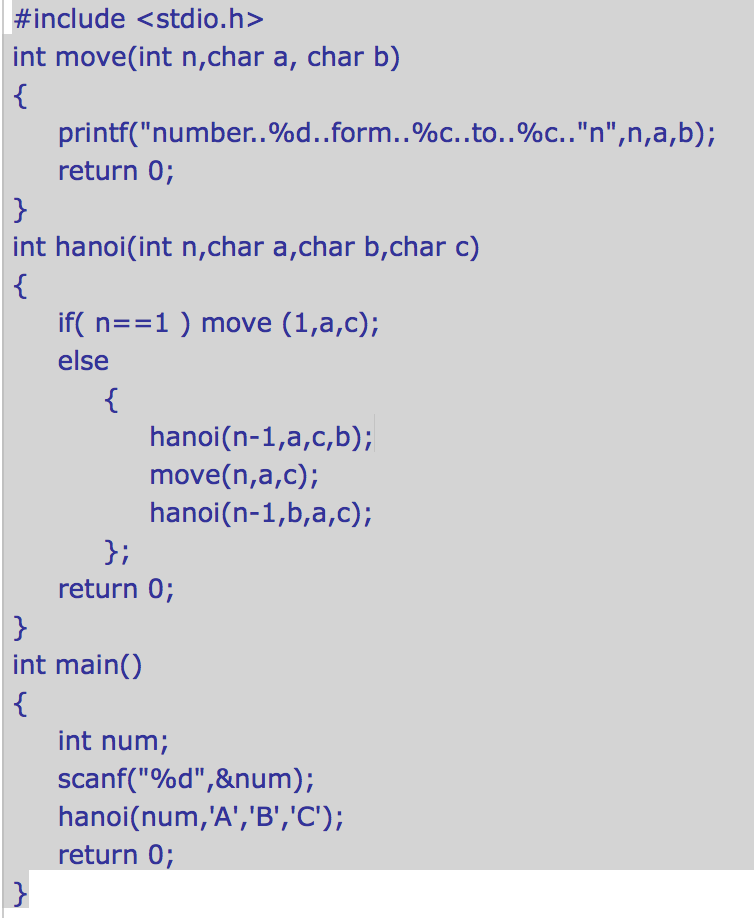 #include <stdio.h>
int move(int n,char a, char b)
{
printf("number..%d..form..%c..to..%c.."n",n,a,b);
return 0;
}
int hanoi(int n,char a,char b,char c)
{
if( n==1 ) move (1,a,c);
else
{
hanoi(n-1,a,c,b);
move(n,a,c);
hanoi(n-1,b,a,c);
};
return 0;
}
int main()
{
int num;
scanf("%d",&num);
hanoi(num,'A','B','C');
return 0;
}